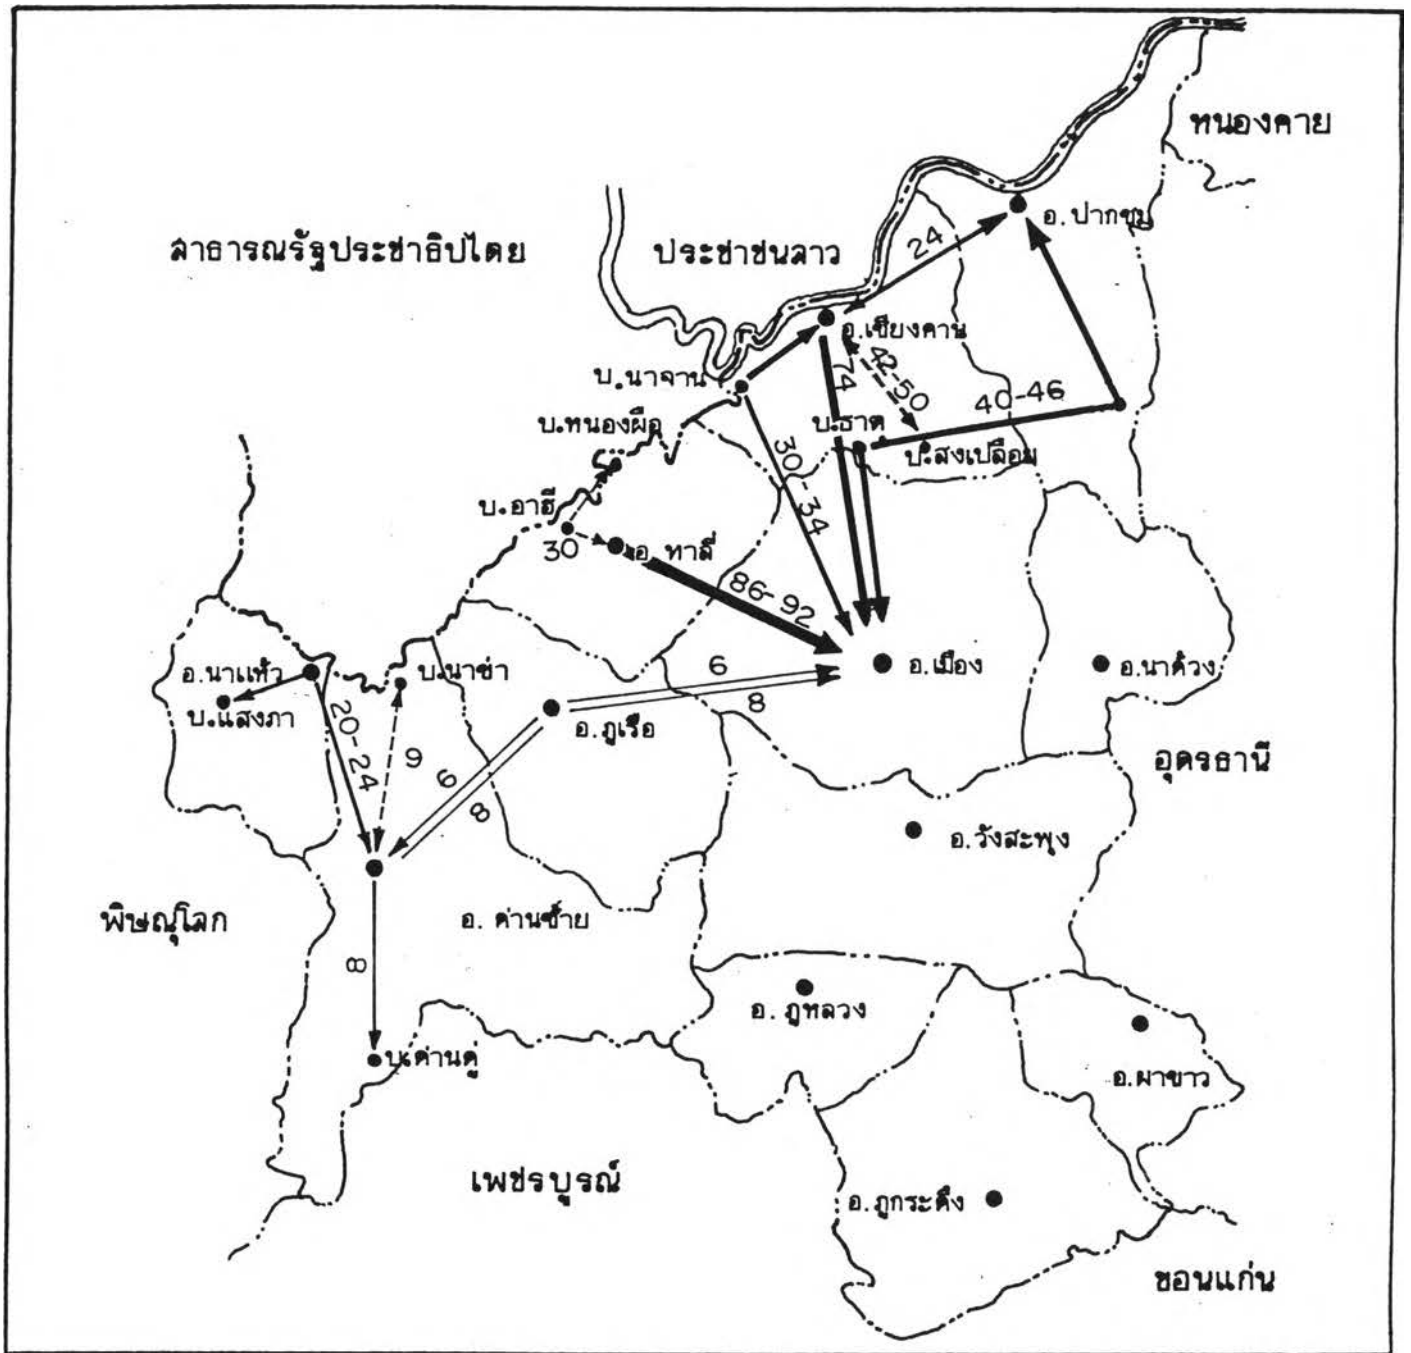 หนองคาย
สาธารณรัฐประชาธิปไตย
ประชาชนลาว
อ.ปากชม
24
อ.เชียงคาน
74
42-50
บ.นาจาน
40-46
บ.ธาตุ
บ.สงเปลือย
บ.หนองผือ
30-34
บ.อาฮี
30
อ. ท่าลี่
86-92
อ.นาแห้ว
บ.นาข่า
บ.แสงภา
20-24
9
6
8
อ.เมือง
อ.นาด้วง
อ.ภูเรือ
6
8
อุดรธานี
อ.วังสะพุง
พิษณุโลก
อ. ด่านซ้าย
8
อ. ภูหลวง
บ.ด่านดู่
อ.ผาขาว
เพชรบูรณ์
อ.ภูกระดึง
ขอนแก่น